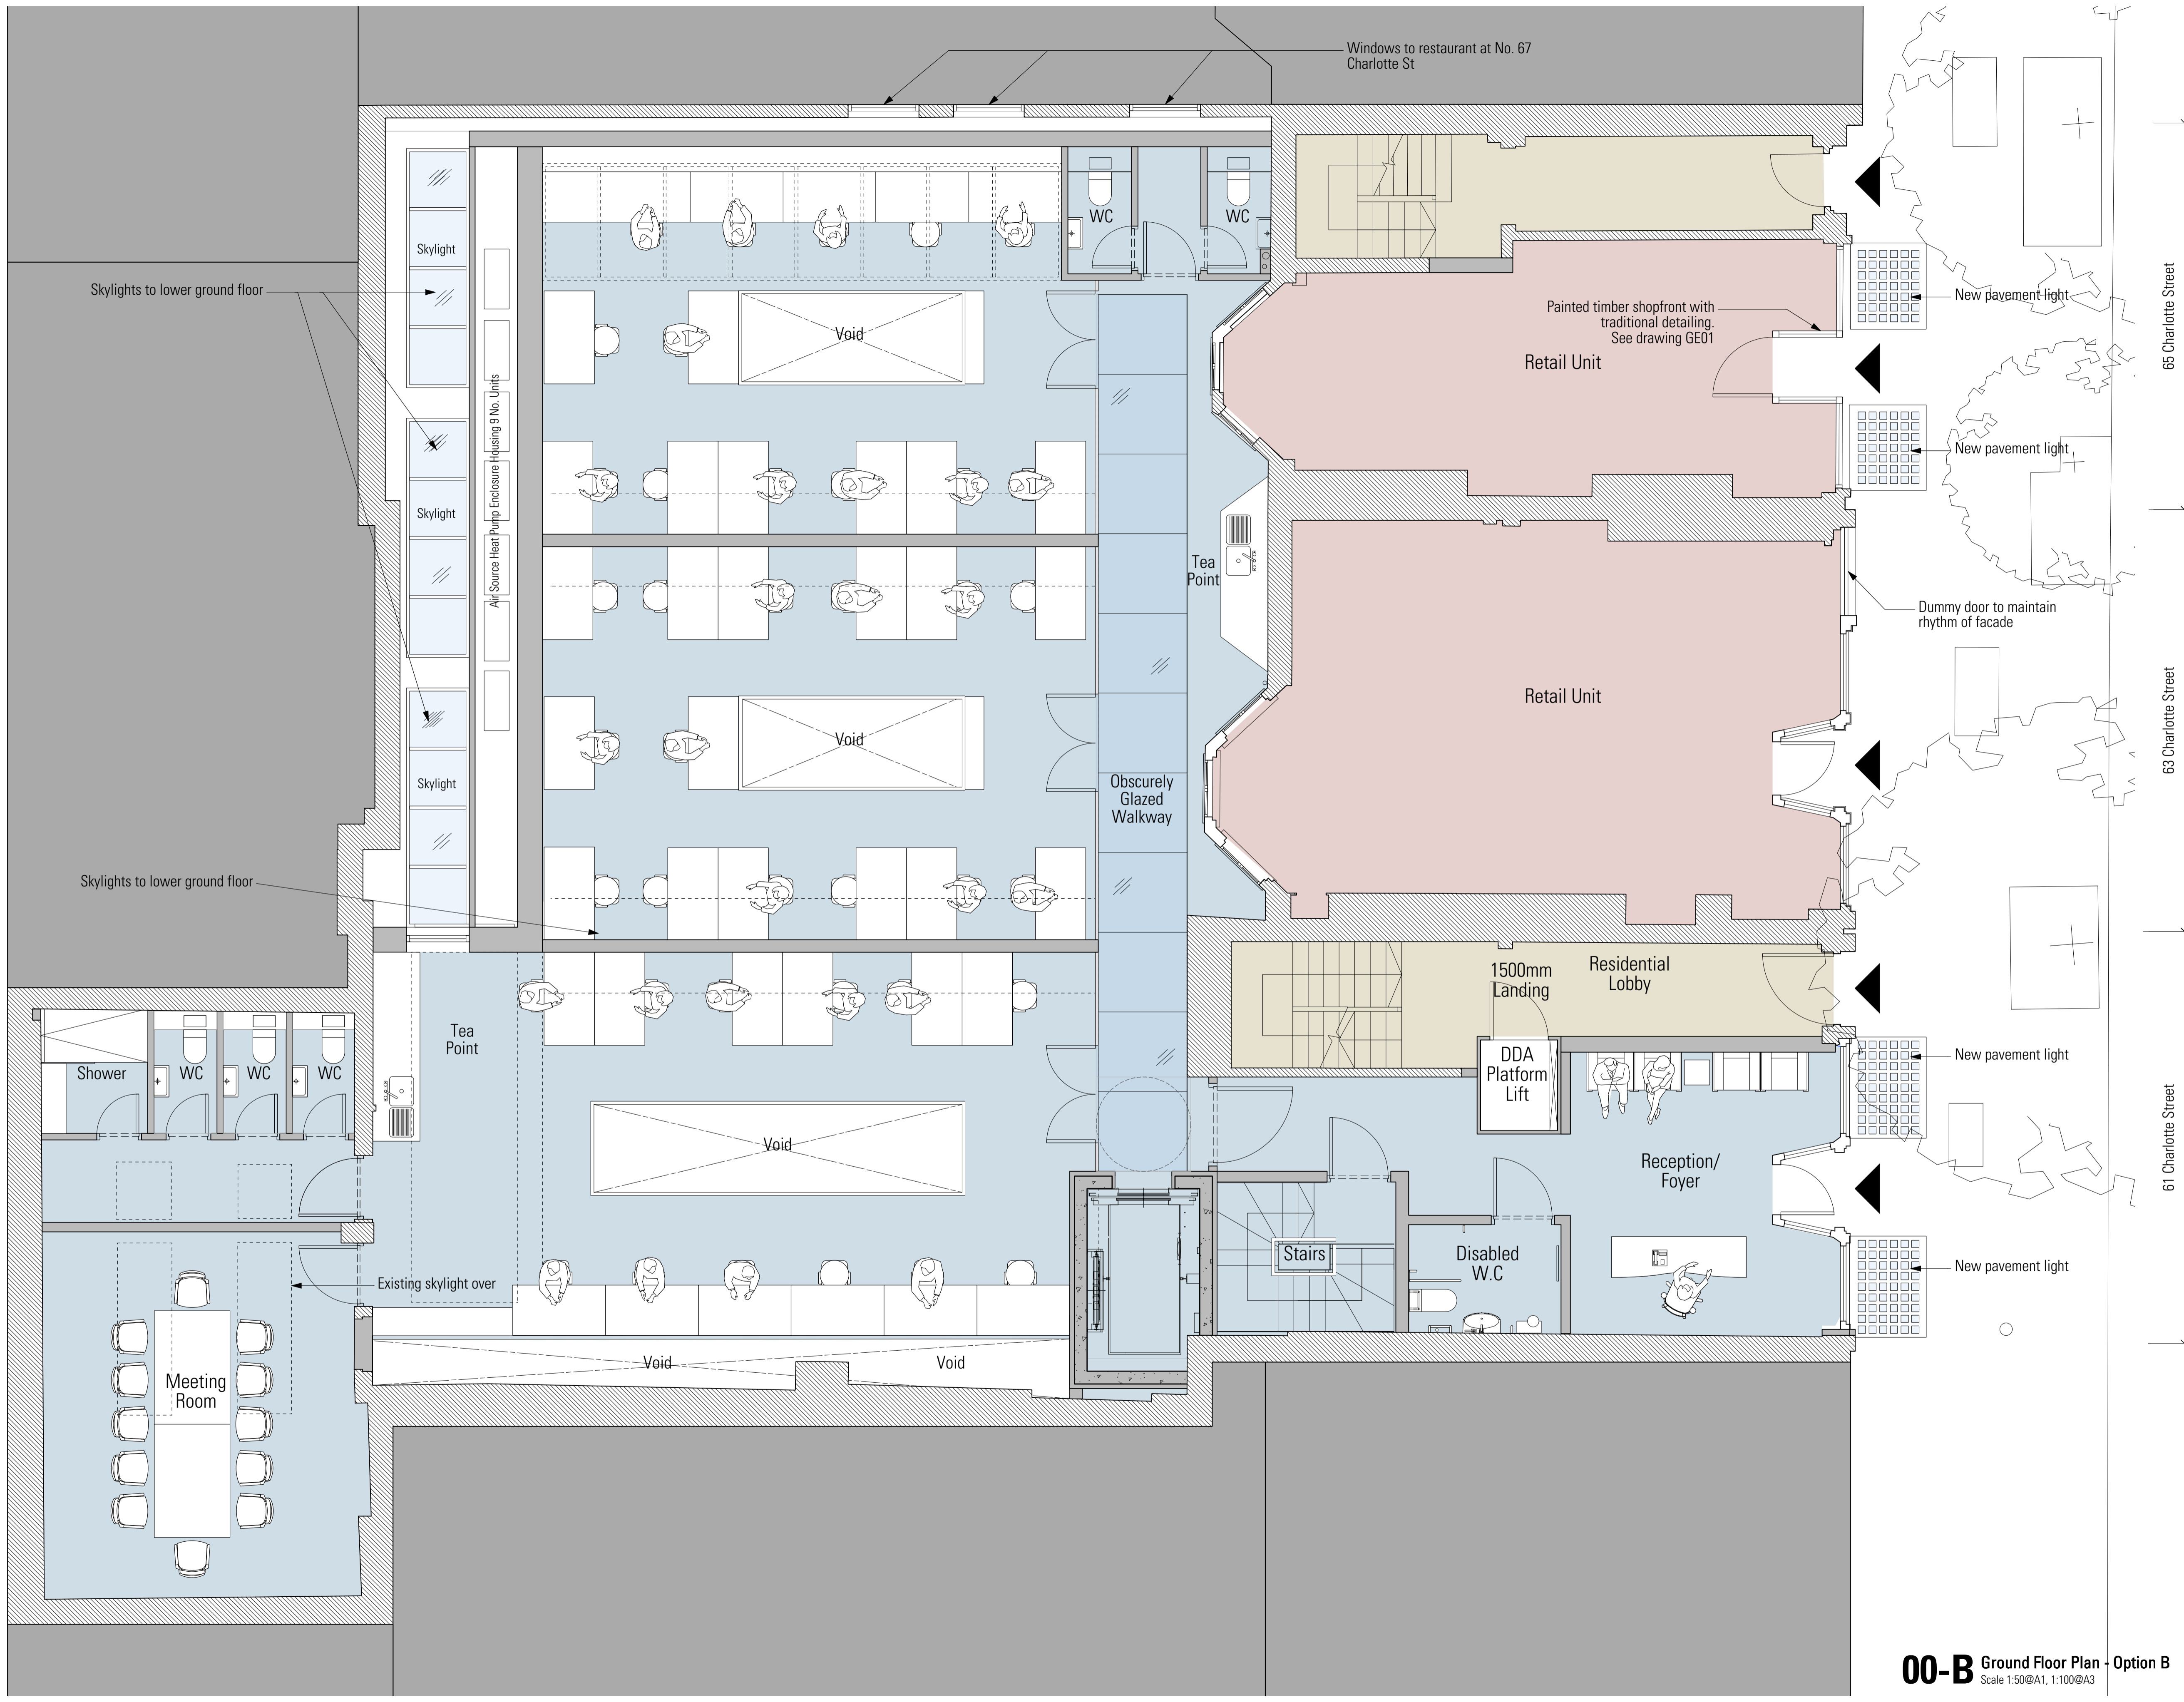 Windows to restaurant at No. 67
Charlotte St
WC
WC
Skylight
Skylights to lower ground floor
New pavement light
65 Charlotte Street
Painted timber shopfront with
traditional detailing.
See drawing GE01
Void
Retail Unit
Air Source Heat Pump Enclosure Housing 9 No. Units
New pavement light
Skylight
Tea
Point
Dummy door to maintain
rhythm of facade
Retail Unit
63 Charlotte Street
Void
Skylight
Obscurely
Glazed
Walkway
Skylights to lower ground floor
1500mm
Landing
Residential
Lobby
Tea
Point
Shower
WC
WC
WC
DDA
Platform
Lift
New pavement light
61 Charlotte Street
Void
Reception/
Foyer
Stairs
Disabled
W.C
New pavement light
Existing skylight over
Void
Void
Meeting
Room
00-B Ground Floor Plan - Option B
Scale 1:50@A1, 1:100@A3